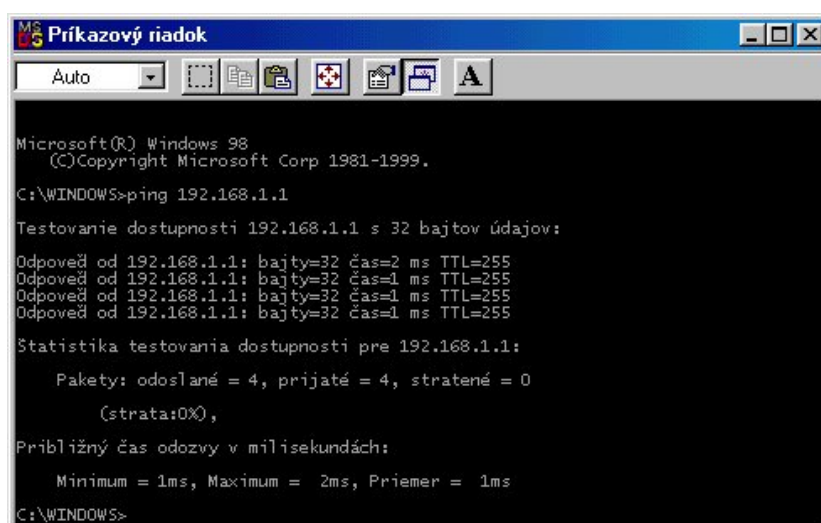 Príkazový riadok
Auto
A
Microsoft(R) Windows 98
(C)Copyright Microsoft Corp 1981-1999.
C:\WINDOWS>ping 192.168.1.1
Testovanie dostupnosti 192.168.1.1 s 32 bajtov údajov:
Odpoveď od 192.168.1.1: bajty=32 čas=2 ms TTL=255
Odpoveď od 192.168.1.1: bajty=32 čas=1 ms TTL=255
Odpoveď od 192.168.1.1: bajty=32 čas=1 ms TTL=255
Odpoveď od 192.168.1.1: bajty=32 čas=1 ms TTL=255
Štatistika testovania dostupnosti pre 192.168.1.1:
Pakety: odoslané = 4, prijaté = 4, stratené = 0
(strata:0%),
Približný čas odozvy v milisekundách:
Minimum = 1ms, Maximum =  2ms, Priemer =  1ms
C:\WINDOWS>